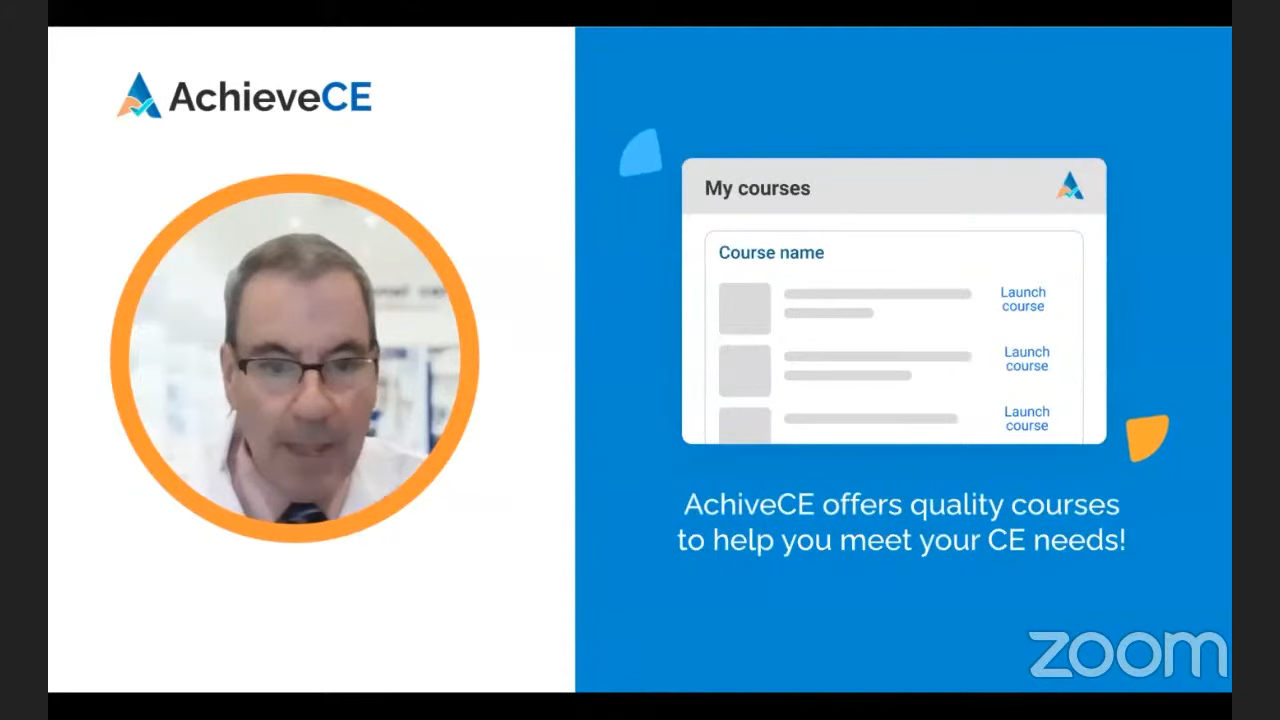 AchieveCE
My courses
Course name
Launch
course
Launch
course
Launch
course
AchiveCE offers quality courses
to help you meet your CE needs!
zoom